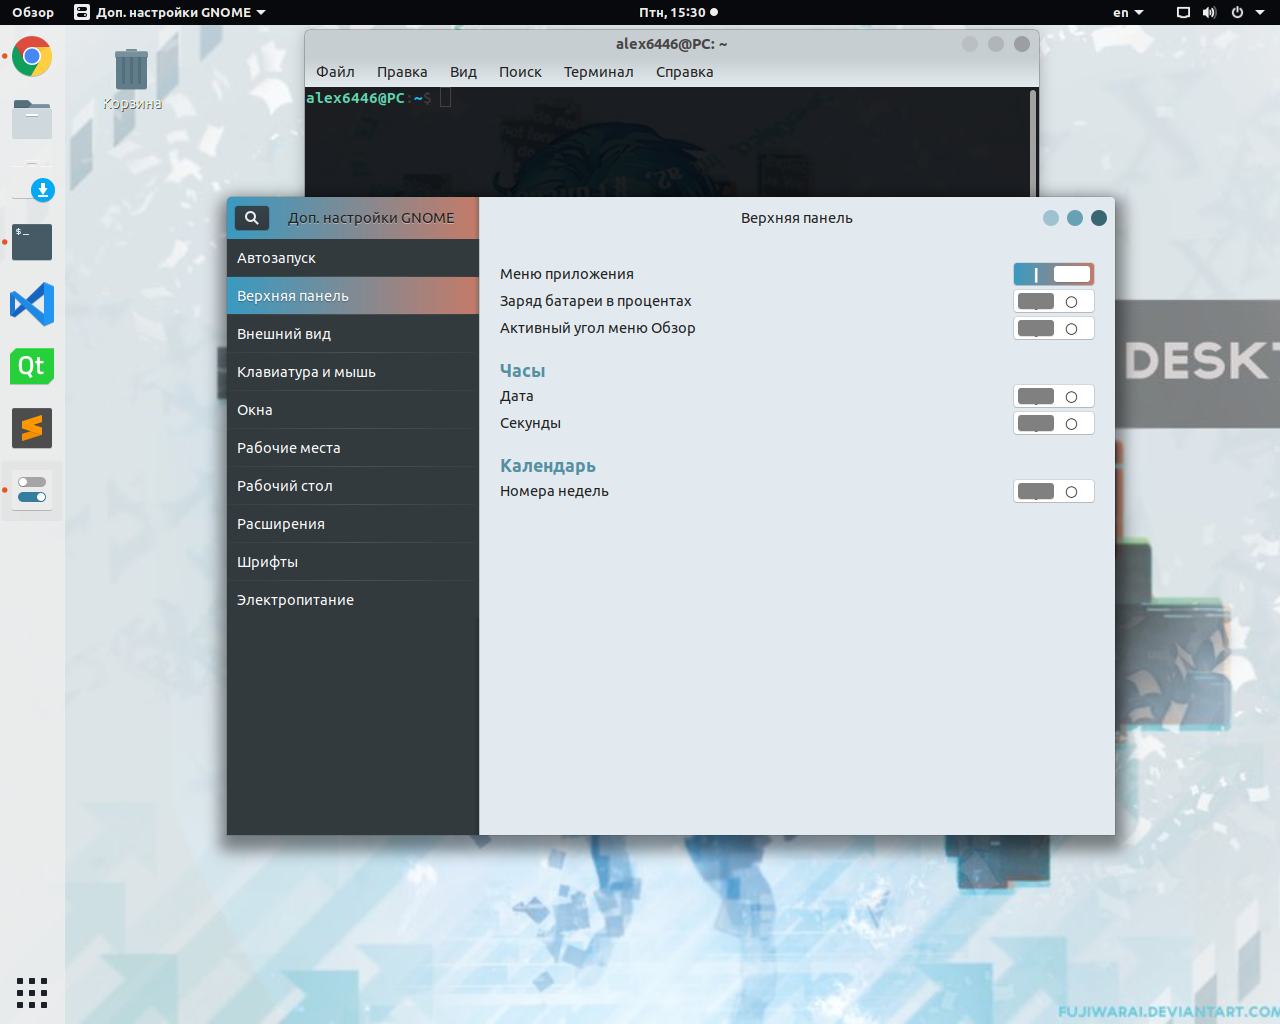 Обзор
Доп. настройки GNOME
Птн, 15:30
en
Корзина
alex6446@PC: ~
Файл Правка Вид Поиск Терминал Справка
alex6446@PC:~$
$_
Qt
Доп. настройки GNOME
Верхняя панель
Автозапуск
Верхняя панель
Внешний вид
Клавиатура и мышь
Окна
Рабочие места
Рабочий стол
Расширения
Шрифты
Электропитание
Меню приложения
Заряд батареи в процентах
Активный угол меню Обзор
Часы
Дата
Секунды
Календарь
Номера недель
DESKT
FUJIWARAI.DEVIANTART.COM